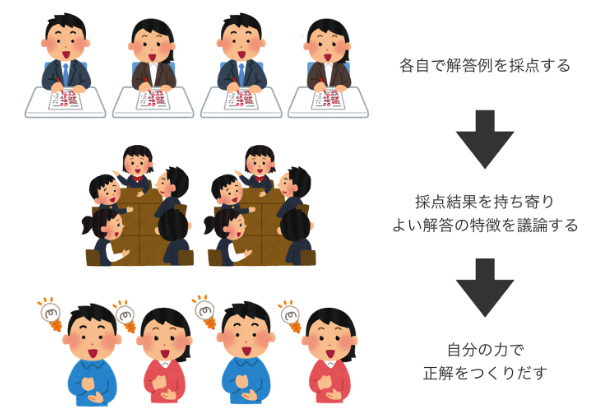 各自で解答例を採点する
採点結果を持ち寄り
よい解答の特徴を議論する
自分の力で
正解をつくりだす